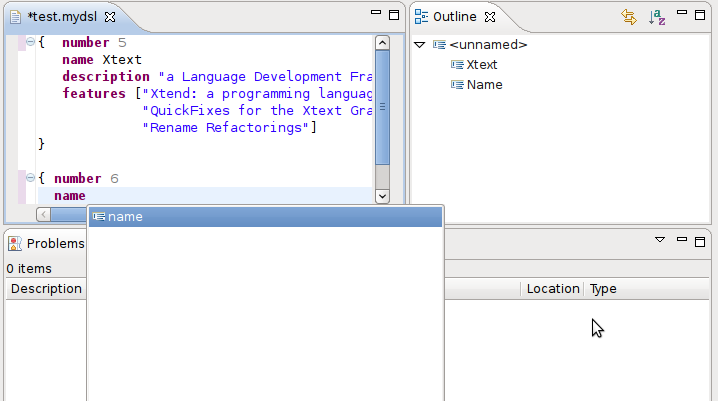 *test.mydsl
{ number 5
name Xtext
description "a Language Development Fra
features ["Xtend: a programming languag
"QuickFixes for the Xtext Gra
"Rename Refactorings"]
}
{ number 6
name
name
Outline
<unnamed>
Xtext
Name
Problems
0 items
Description
Location
Type